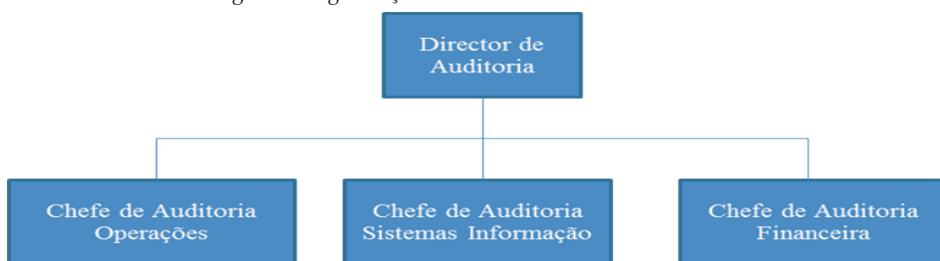 Director de
Auditoria
Chefe de Auditoria
Operações
Chefe de Auditoria
Sistemas Informação
Chefe de Auditoria
Financeira